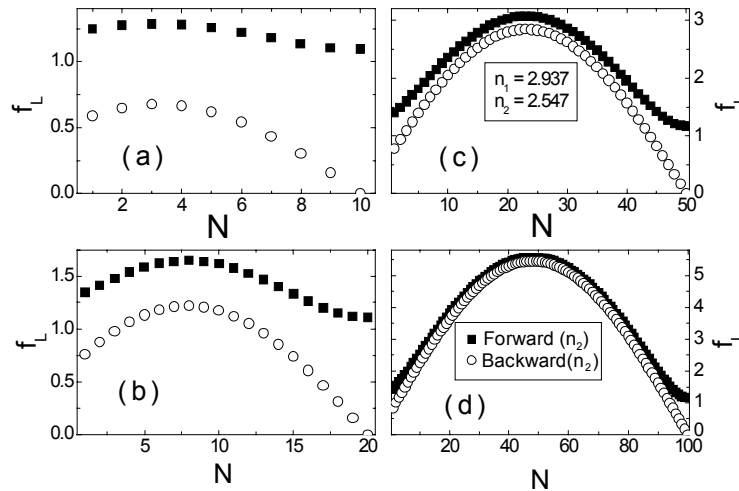 f_L
1.0
0.5
0.0
2 4 6 8 10
N
(a)
3
2
1
0
10 20 30 40 50
N
f_L
n_1 = 2.937
n_2 = 2.547
(c)
f_L
1.5
1.0
0.5
0.0
5 10 15 20
N
(b)
5
4
3
2
1
0
20 40 60 80 100
N
Forward (n_2)
Backward(n_2)
(d)